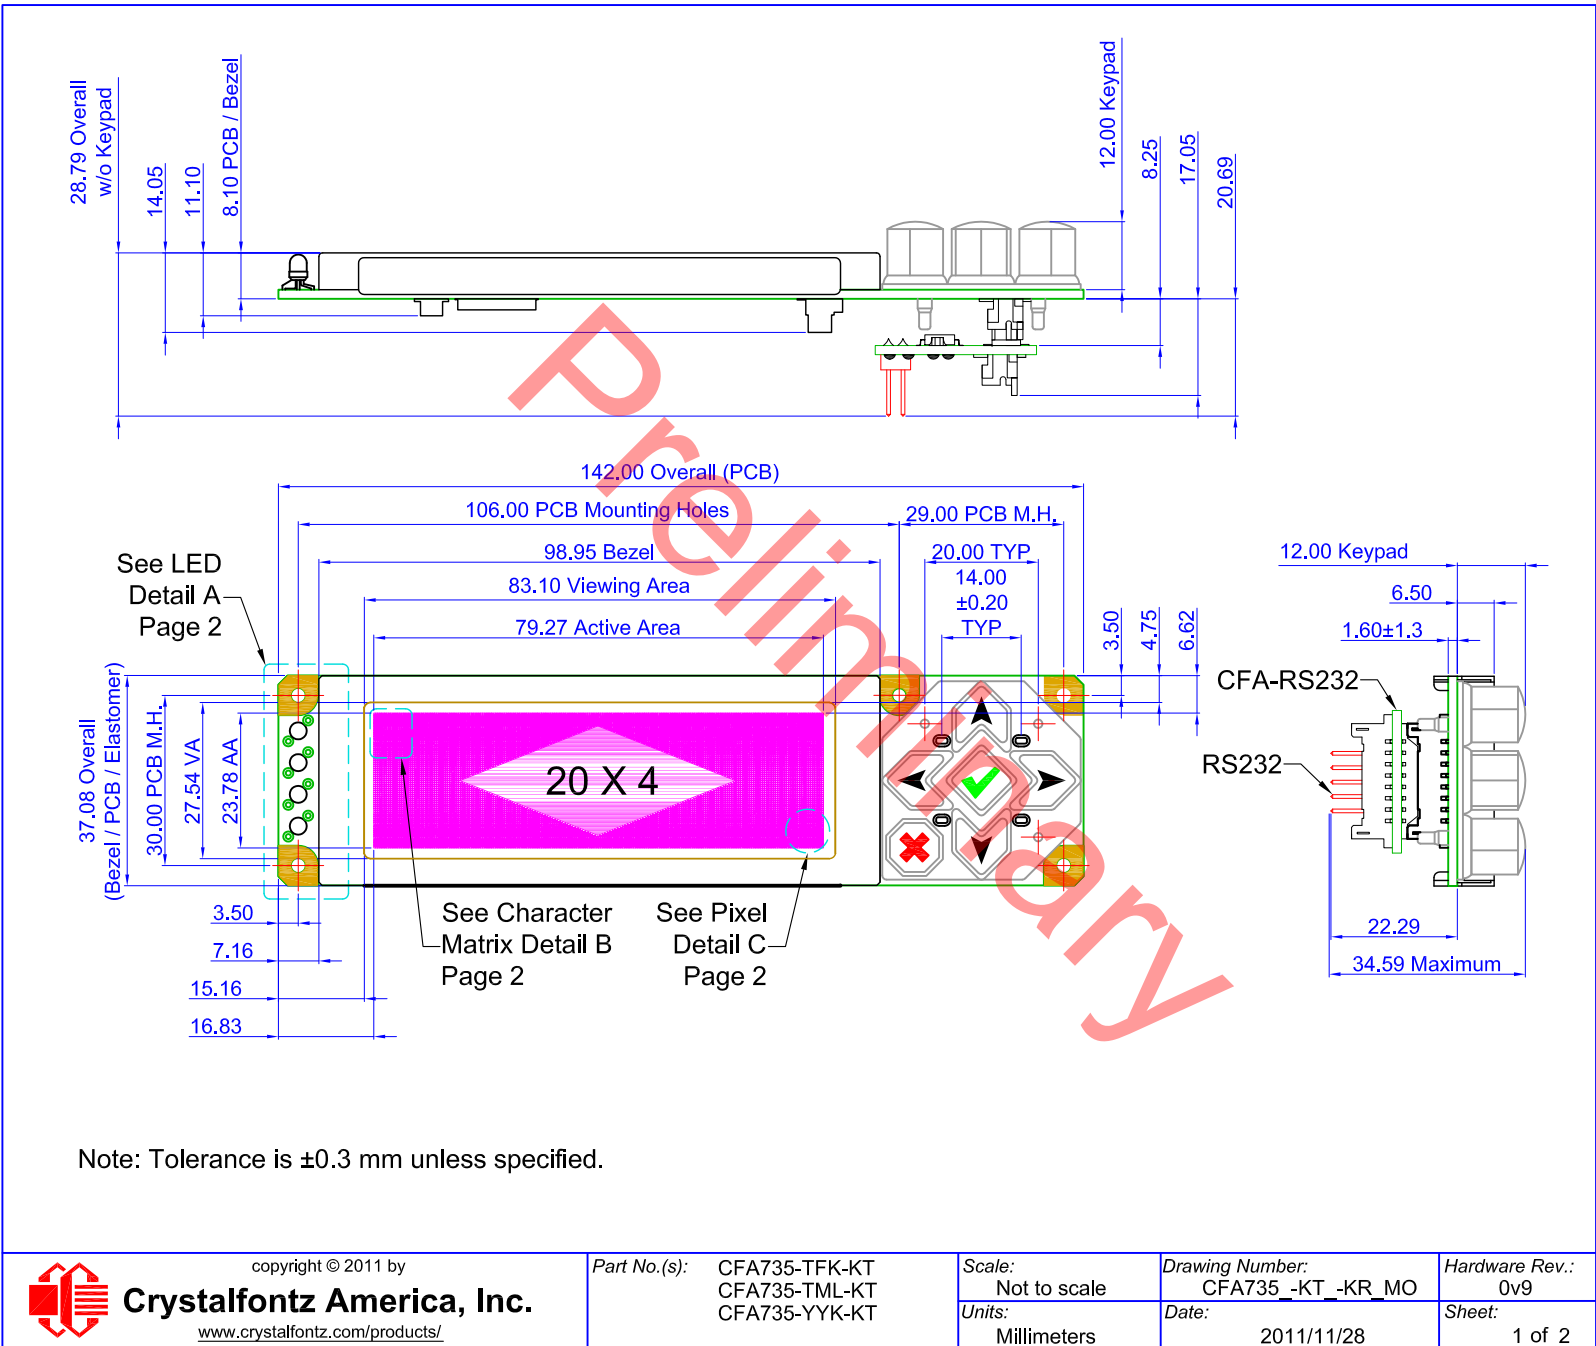 28.79 Overall
w/o Keypad
14.05
11.10
8.10 PCB / Bezel
12.00 Keypad
8.25
17.05
20.69
142.00 Overall (PCB)
106.00 PCB Mounting Holes
29.00 PCB M.H.
98.95 Bezel
20.00 TYP
83.10 Viewing Area
14.00
±0.20
TYP
79.27 Active Area
See LED
Detail A
Page 2
3.50
4.75
6.62
12.00 Keypad
6.50
1.60±1.3
CFA-RS232
RS232
37.08 Overall
(Bezel / PCB / Elastomer)
30.00 PCB M.H.
27.54 VA
23.78 AA
20 X 4
3.50
7.16
15.16
16.83
See Character
Matrix Detail B
Page 2
See Pixel
Detail C
Page 2
22.29
34.59 Maximum
Preliminary
Note: Tolerance is ±0.3 mm unless specified.
copyright © 2011 by
Crystalfontz America, Inc.
www.crystalfontz.com/products/
Part No.(s):
CFA735-TFK-KT
CFA735-TML-KT
CFA735-YYK-KT
Scale:
Not to scale
Units:
Millimeters
Drawing Number:
CFA735_-KT_-KR_MO
Date:
2011/11/28
Hardware Rev.:
0v9
Sheet:
1 of 2